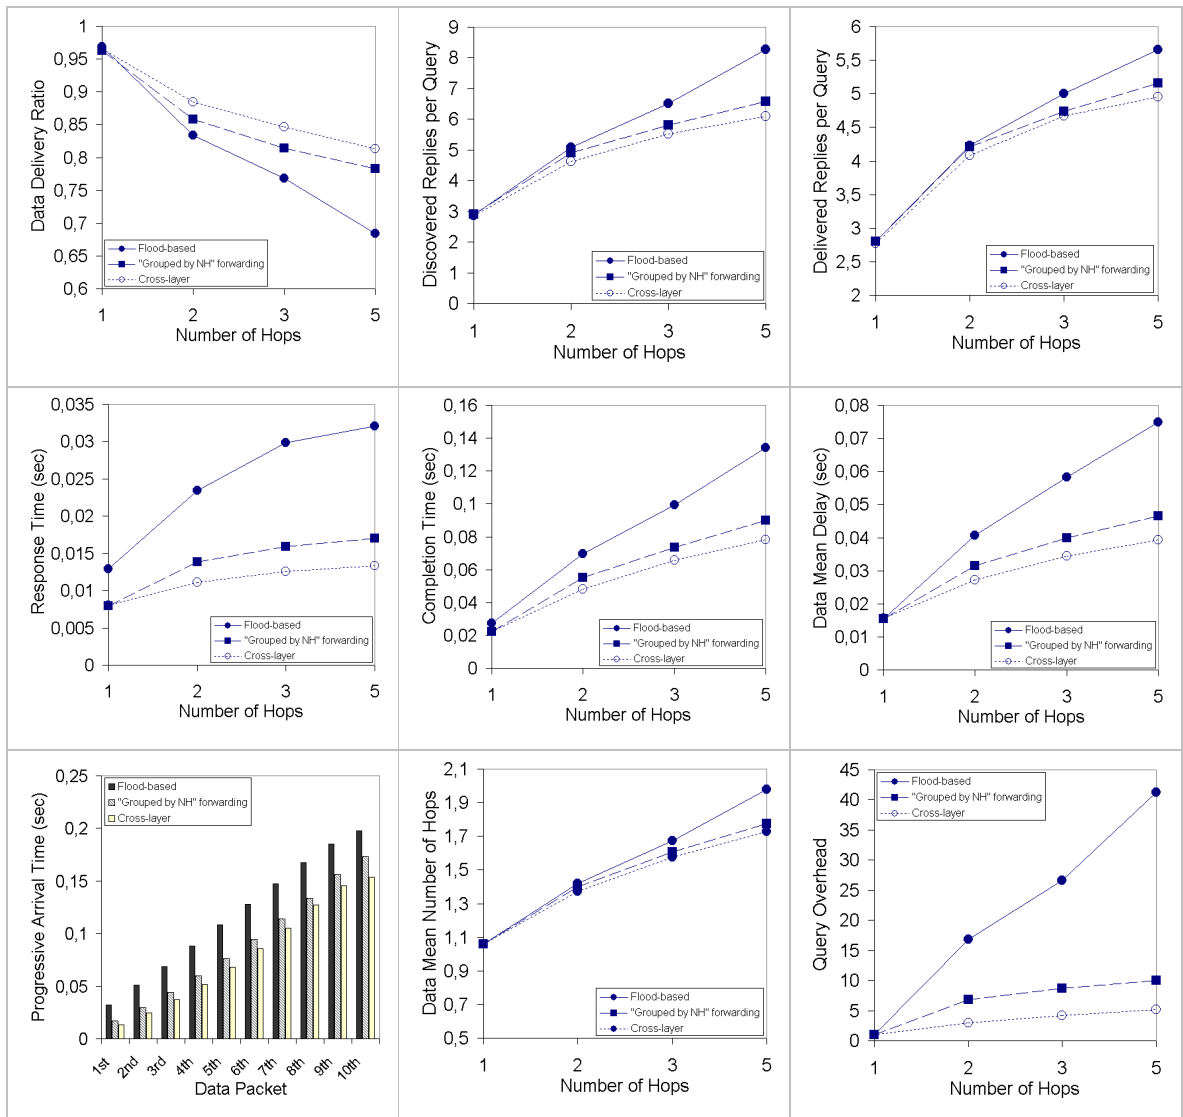 1
0,95
0,9
0,85
0,8
0,75
0,7
0,65
0,6
Data Delivery Ratio
Flood-based
"Grouped by NH" forwarding
Cross-layer
1 2 3 5
Number of Hops
9
8
7
6
5
4
3
2
1
0
Discovered Replies per Query
Flood-based
"Grouped by NH" forwarding
Cross-layer
1 2 3 5
Number of Hops
6
5,5
5
4,5
4
3,5
3
2,5
2
Delivered Replies per Query
Flood-based
"Grouped by NH" forwarding
Cross-layer
1 2 3 5
Number of Hops
0,035
0,03
0,025
0,02
0,015
0,01
0,005
0
Response Time (sec)
Flood-based
"Grouped by NH" forwarding
Cross-layer
1 2 3 5
Number of Hops
0,16
0,14
0,12
0,1
0,08
0,06
0,04
0,02
0
Completion Time (sec)
Flood-based
"Grouped by NH" forwarding
Cross-layer
1 2 3 5
Number of Hops
0,08
0,07
0,06
0,05
0,04
0,03
0,02
0,01
0
Data Mean Delay (sec)
Flood-based
"Grouped by NH" forwarding
Cross-layer
1 2 3 5
Number of Hops
0,25
0,2
0,15
0,1
0,05
0
Progressive Arrival Time (sec)
Flood-based
"Grouped by NH" forwarding
Cross-layer
1st 2nd 3rd 4th 5th 6th 7th 8th 9th 10th
Data Packet
2,1
1,9
1,7
1,5
1,3
1,1
0,9
0,7
0,5
Data Mean Number of Hops
Flood-based
"Grouped by NH" forwarding
Cross-layer
1 2 3 5
Number of Hops
45
40
35
30
25
20
15
10
5
0
Query Overhead
Flood-based
"Grouped by NH" forwarding
Cross-layer
1 2 3 5
Number of Hops